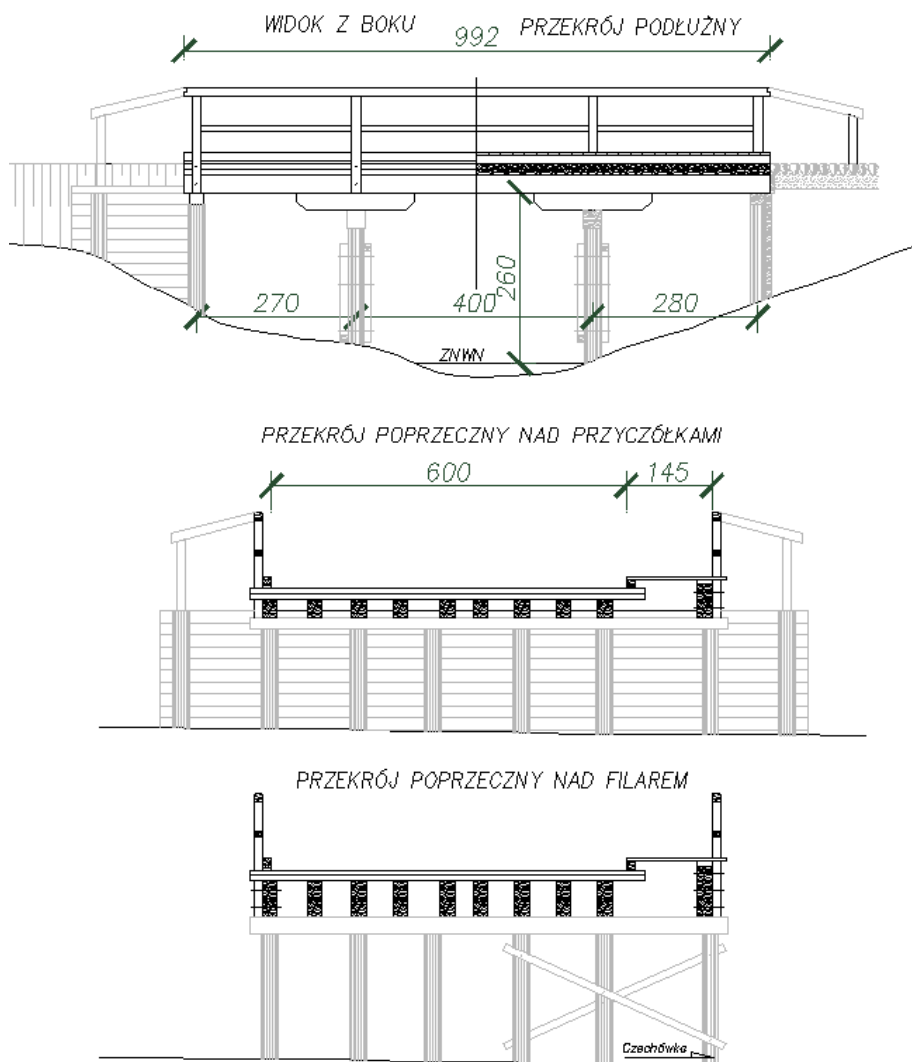 WIDOK Z BOKU PRZEKRÓJ PODŁUŻNY
992
270 400 260 280
ZNWN
PRZEKRÓJ POPRZECZNY NAD PRZYCZÓŁKAMI
600 145
PRZEKRÓJ POPRZECZNY NAD FILAREM
Czechówka